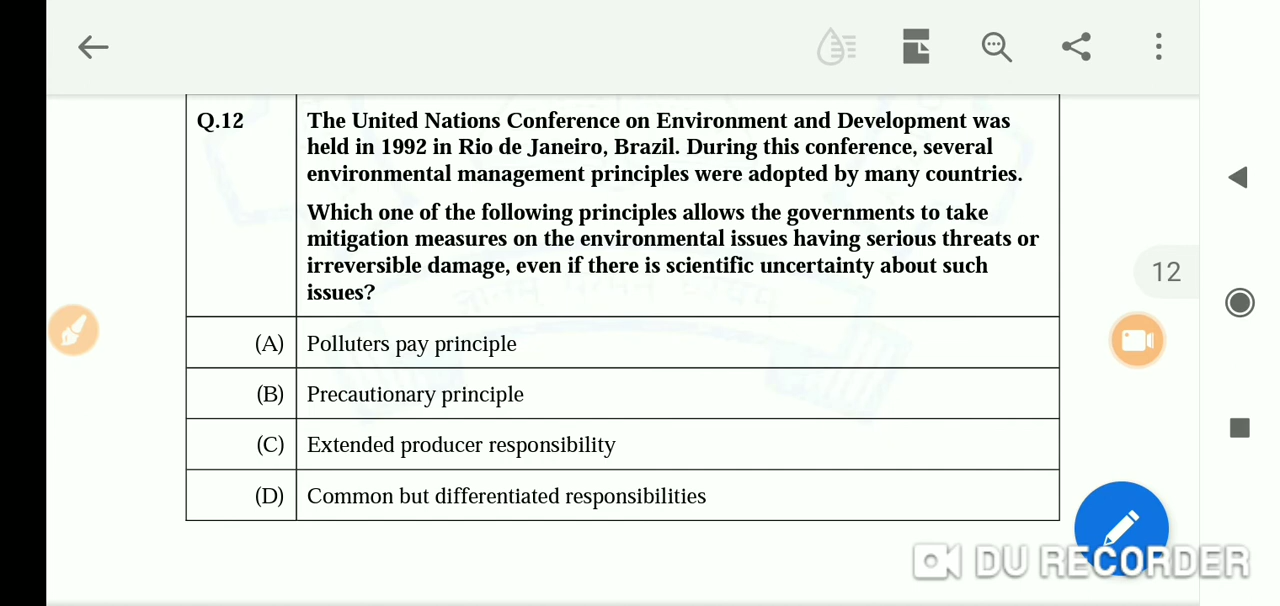 Q.12
The United Nations Conference on Environment and Development was
held in 1992 in Rio de Janeiro, Brazil. During this conference, several
environmental management principles were adopted by many countries.
Which one of the following principles allows the governments to take
mitigation measures on the environmental issues having serious threats or
irreversible damage, even if there is scientific uncertainty about such
issues?
12
(A) Polluters pay principle
(B) Precautionary principle
(C) Extended producer responsibility
(D) Common but differentiated responsibilities
DU RECORDER